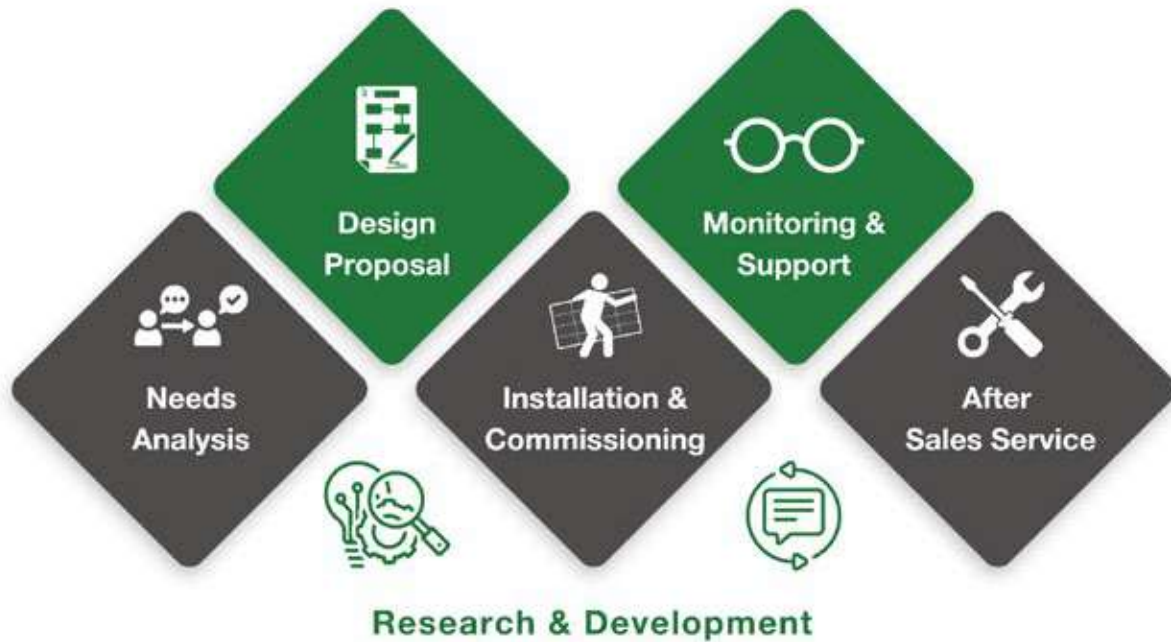 Design
Proposal
Monitoring &
Support
Needs
Analysis
Installation &
Commissioning
After
Sales Service
Research & Development